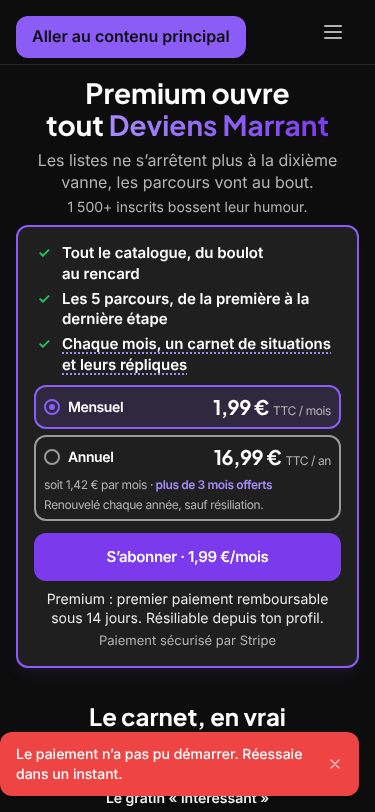 Aller au contenu principal
Premium ouvre
tout Deviens Marrant
Les listes ne s’arrêtent plus à la dixième
vanne, les parcours vont au bout.
1 500+ inscrits bossent leur humour.
Tout le catalogue, du boulot
au rencard
Les 5 parcours, de la première à la
dernière étape
Chaque mois, un carnet de situations
et leurs répliques
Mensuel 1,99 € TTC / mois
Annuel 16,99 € TTC / an
soit 1,42 € par mois · plus de 3 mois offerts
Renouvelé chaque année, sauf résiliation.
S’abonner · 1,99 €/mois
Premium : premier paiement remboursable
sous 14 jours. Résiliable depuis ton profil.
Paiement sécurisé par Stripe
Le carnet, en vrai
Le paiement n’a pas pu démarrer. Réessaie
dans un instant.
Le gratin « intéressant »